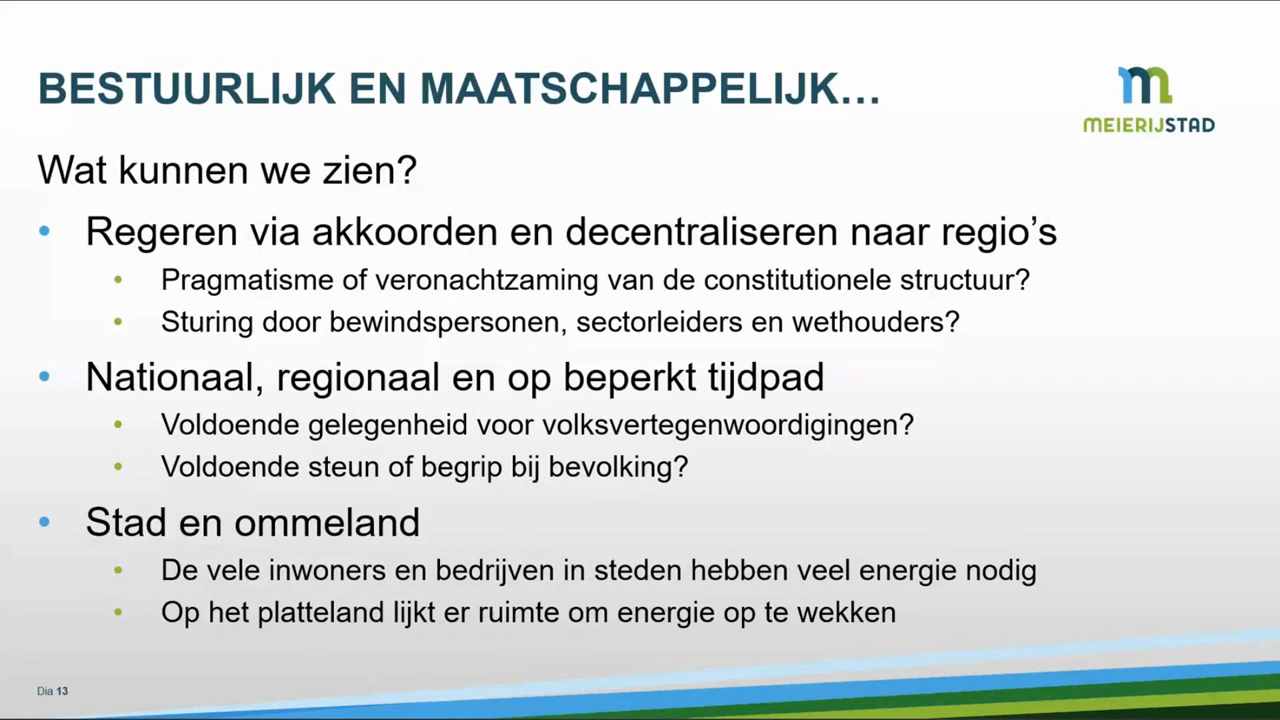 BESTUURLIJK EN MAATSCHAPPELIJK…
m
MEIERIJSTAD
Wat kunnen we zien?
• Regeren via akkoorden en decentraliseren naar regio’s
• Pragmatisme of veronachtzaming van de constitutionele structuur?
• Sturing door bewindspersonen, sectorleiders en wethouders?
• Nationaal, regionaal en op beperkt tijdpad
• Voldoende gelegenheid voor volksvertegenwoordigingen?
• Voldoende steun of begrip bij bevolking?
• Stad en ommeland
• De vele inwoners en bedrijven in steden hebben veel energie nodig
• Op het platteland lijkt er ruimte om energie op te wekken
Dia 13